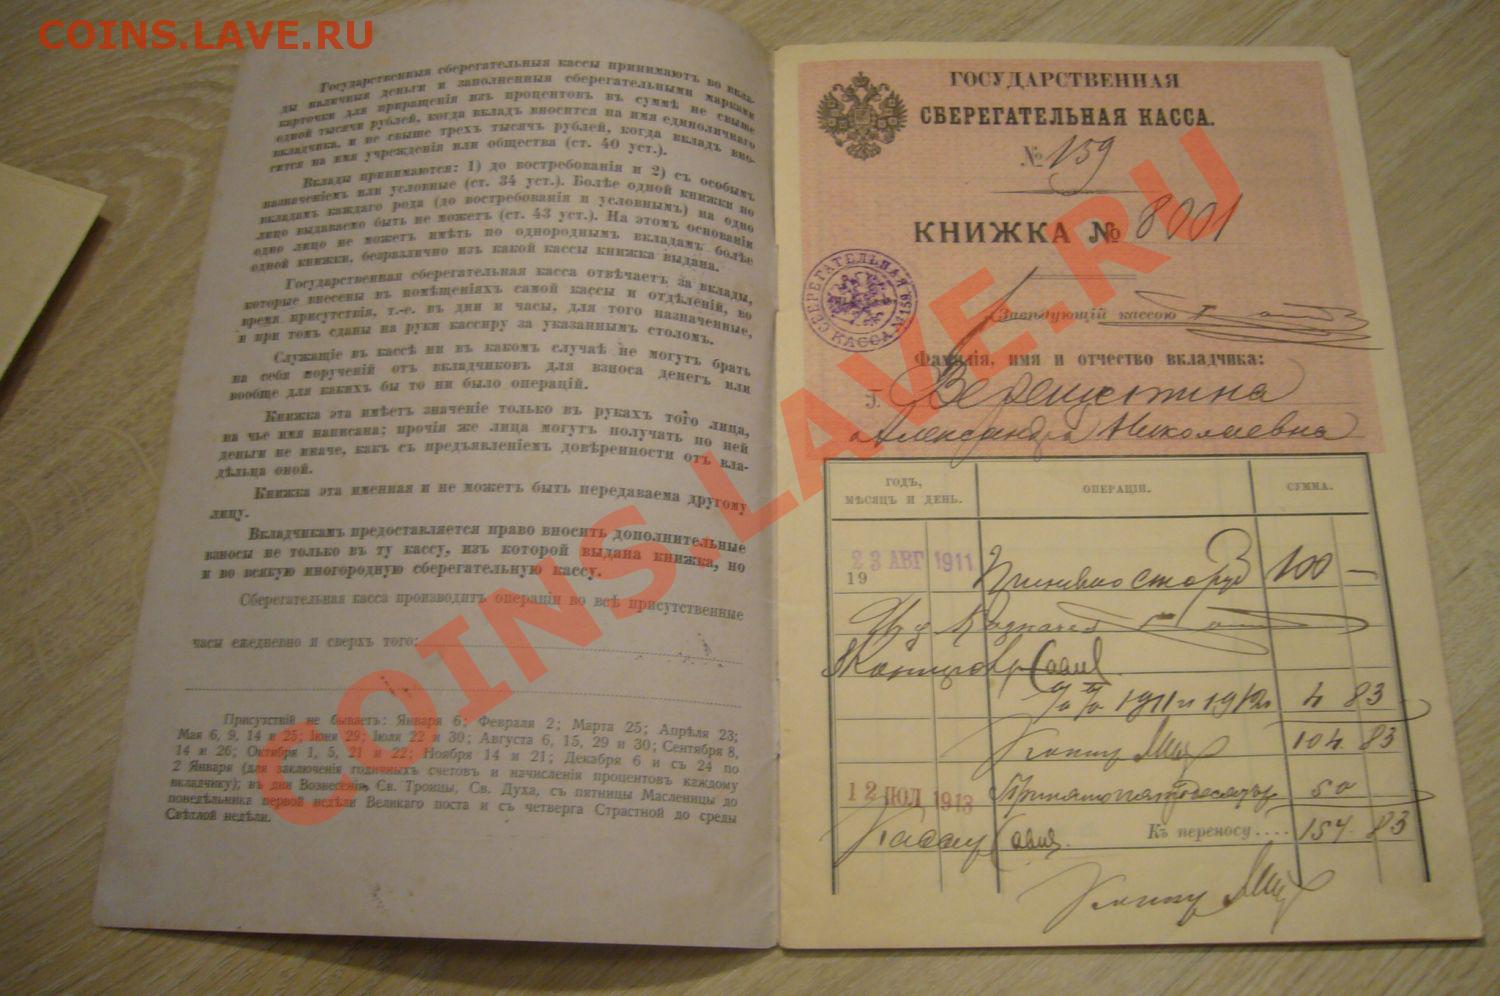 COINS.LAVE.RU
Государственныя сберегательныя кассы принимаютъ во вкла-
ды наличныя деньги и заполненныя сберегательными марками
карточки для приращенія изъ процентовъ въ суммѣ не свыше
одной тысячи рублей, когда вкладъ вносится на имя единоличнаго
вкладчика, и не свыше трехъ тысячъ рублей, когда вкладъ вно-
сится на имя учрежденія или общества (ст. 40 уст.).
Вклады принимаются: 1) до востребованія и 2) съ особымъ
назначеніемъ или условные (ст. 34 уст.). Болѣе одной книжки по
вкладамъ каждаго рода (до востребованія и условнымъ) на одно
лицо выдаваемо быть не можетъ (ст. 43 уст.). На этомъ основаніи
одно лицо не можетъ имѣть по однороднымъ вкладамъ болѣе
одной книжки, безразлично изъ какой кассы книжка выдана.
Государственная сберегательная касса отвѣчаетъ за вклады,
которые внесены въ помѣщеніяхъ самой кассы и отдѣленій, во
время присутствія, т.-е. въ дни и часы, для того назначенные,
и при томъ сданы на руки кассиру за указаннымъ столомъ.
Служащіе въ кассѣ ни въ какомъ случаѣ не могутъ брать
на себя порученій отъ вкладчиковъ для взноса денегъ или
вообще для какихъ бы то ни было операцій.
Книжка эта имѣетъ значеніе только въ рукахъ того лица,
на чье имя написана; прочія же лица могутъ получать по ней
деньги не иначе, какъ съ предъявленіемъ довѣренности отъ вла-
дѣльца оной.
Книжка эта именная и не можетъ быть передаваема другому
лицу.
Вкладчикамъ предоставляется право вносить дополнительные
взносы не только въ ту кассу, изъ которой выдана книжка, но
и во всякую иногородную сберегательную кассу.
Сберегательная касса производитъ операціи во всѣ присутственные
часы ежедневно и сверхъ того:
Присутствій не бываетъ: Января 6; Февраля 2; Марта 25; Апрѣля 23;
Мая 6, 9, 14 и 25; Іюня 29; Іюля 22 и 30; Августа 6, 15, 29 и 30; Сентября 8,
14 и 26; Октября 1, 5, 21 и 22; Ноября 14 и 21; Декабря 6 и съ 24 по
2 Января (для заключенія годичныхъ счетовъ и начисленія процентовъ каждому
вкладчику); въ дни Вознесенія, Св. Троицы, Св. Духа, съ пятницы Масленицы до
понедѣльника первой недѣли Великаго поста и съ четверга Страстной до среды
Свѣтлой недѣли.
ГОСУДАРСТВЕННАЯ
СБЕРЕГАТЕЛЬНАЯ КАССА.
№ 159
КНИЖКА № 8001
СБЕРЕГАТЕЛЬНАЯ КАССА № 159
Завѣдующій кассою
Фамилія, имя и отчество вкладчика:
Г.
Александра Николаевна
ГОДЪ, МѢСЯЦЪ И ДЕНЬ. ОПЕРАЦІИ. СУММА.
19 23 АВГ 1911 Принято сто руб 100 —
1911 и 1912 4 83
104 83
12 ІЮЛ 1913 Принято пятьдесятъ 50
Къ переносу.... 154 83
COINS.LAVE.RU